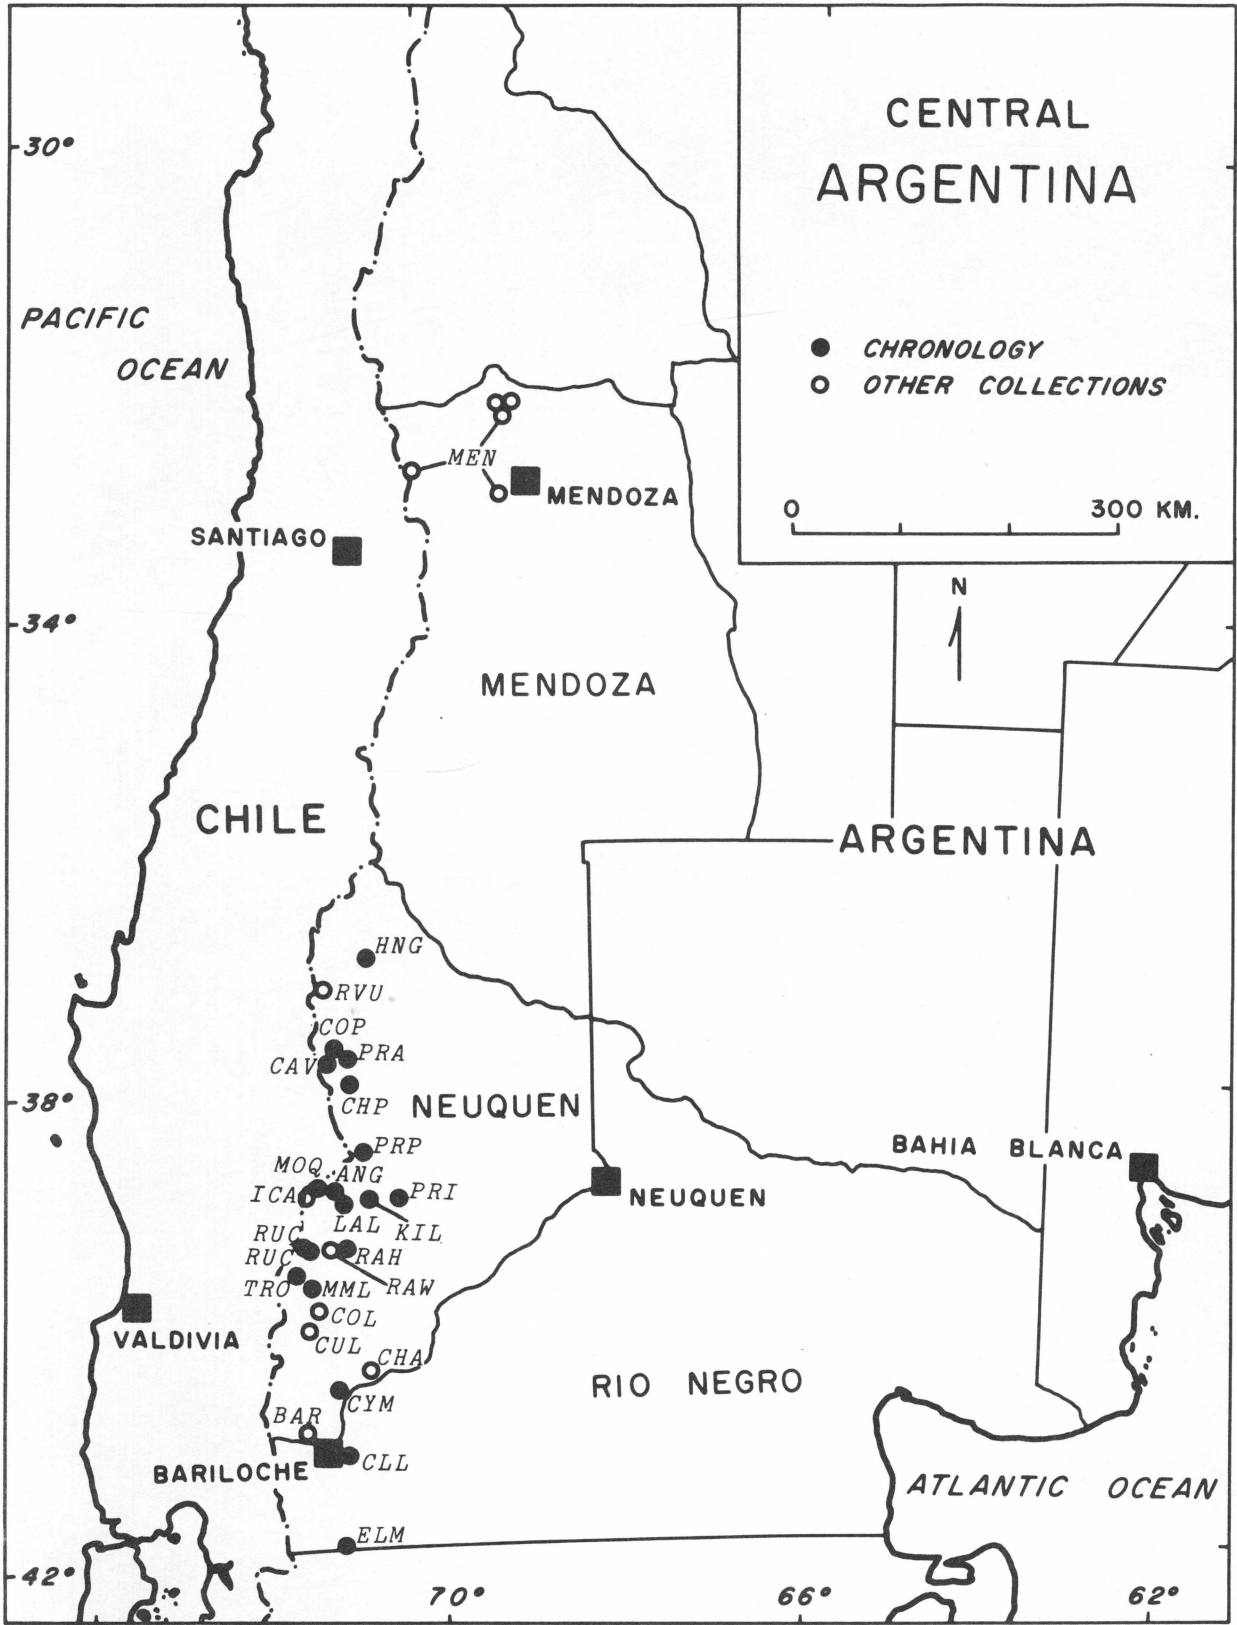 CENTRAL
ARGENTINA
CHRONOLOGY
OTHER COLLECTIONS
0 300 KM.
N
30°
PACIFIC
OCEAN
MEN
MENDOZA
SANTIAGO
34°
MENDOZA
CHILE
ARGENTINA
HNG
RVU
COP
PRA
CAV
CHP
38°
NEUQUEN
PRP
BAHIA BLANCA
MOQ
ANG
ICA
PRI
NEUQUEN
LAL
KIL
RUC
RUC
RAH
TRO
MML
RAW
COL
VALDIVIA
CUL
CHA
RIO NEGRO
CYM
BAR
BARILOCHE
CLL
ATLANTIC OCEAN
ELM
42°
70°
66°
62°